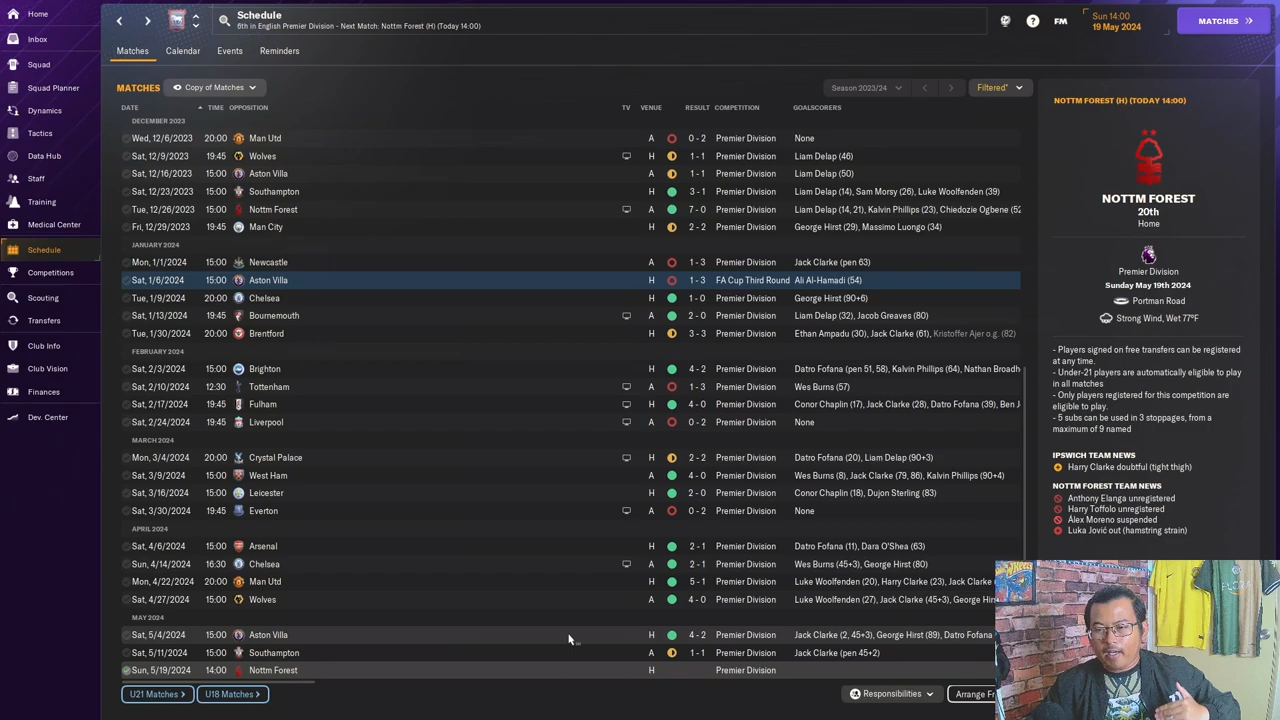 Home
Inbox
Squad
Squad Planner
Dynamics
Tactics
Data Hub
Staff
Training
Medical Center
Schedule
Competitions
Scouting
Transfers
Club Info
Club Vision
Finances
Dev. Center
Schedule
6th in English Premier Division - Next Match: Nottm Forest (H) (Today 14:00)
FM
Sun 14:00
19 May 2024
MATCHES
Matches Calendar Events Reminders
MATCHES Copy of Matches Season 2023/24 Filtered*
DATE TIME OPPOSITION TV VENUE RESULT COMPETITION GOALSCORERS
DECEMBER 2023
Wed, 12/6/2023 20:00 Man Utd A 0 - 2 Premier Division None
Sat, 12/9/2023 19:45 Wolves H 1 - 1 Premier Division Liam Delap (46)
Sat, 12/16/2023 15:00 Aston Villa A 1 - 1 Premier Division Liam Delap (50)
Sat, 12/23/2023 15:00 Southampton H 3 - 1 Premier Division Liam Delap (14), Sam Morsy (26), Luke Woolfenden (39)
Tue, 12/26/2023 15:00 Nottm Forest A 7 - 0 Premier Division Liam Delap (14, 21), Kalvin Phillips (23), Chiedozie Ogbene (52
Fri, 12/29/2023 19:45 Man City H 2 - 2 Premier Division George Hirst (29), Massimo Luongo (34)
JANUARY 2024
Mon, 1/1/2024 15:00 Newcastle A 1 - 3 Premier Division Jack Clarke (pen 63)
Sat, 1/6/2024 15:00 Aston Villa H 1 - 3 FA Cup Third Round Ali Al-Hamadi (54)
Tue, 1/9/2024 20:00 Chelsea H 1 - 0 Premier Division George Hirst (90+6)
Sat, 1/13/2024 15:00 Bournemouth A 2 - 0 Premier Division Liam Delap (32), Jacob Greaves (80)
Tue, 1/30/2024 20:00 Brentford H 3 - 3 Premier Division Ethan Ampadu (30), Jack Clarke (61), Kristoffer Ajer o.g. (82)
FEBRUARY 2024
Sat, 2/3/2024 15:00 Brighton H 4 - 2 Premier Division Datro Fofana (pen 51, 58), Kalvin Phillips (64), Nathan Broadh
Sat, 2/10/2024 12:30 Tottenham A 1 - 3 Premier Division Wes Burns (57)
Sat, 2/17/2024 19:45 Fulham H 4 - 0 Premier Division Conor Chaplin (17), Jack Clarke (28), Datro Fofana (39), Ben J
Sat, 2/24/2024 19:45 Liverpool A 0 - 2 Premier Division None
MARCH 2024
Mon, 3/4/2024 20:00 Crystal Palace H 2 - 2 Premier Division Datro Fofana (20), Liam Delap (90+3)
Sat, 3/9/2024 15:00 West Ham A 4 - 0 Premier Division Wes Burns (8), Jack Clarke (79, 86), Kalvin Phillips (90+4)
Sat, 3/16/2024 15:00 Leicester H 2 - 0 Premier Division Conor Chaplin (18), Dujon Sterling (83)
Sat, 3/30/2024 19:45 Everton A 0 - 2 Premier Division None
APRIL 2024
Sat, 4/6/2024 15:00 Arsenal H 2 - 1 Premier Division Datro Fofana (11), Dara O'Shea (63)
Sun, 4/14/2024 16:30 Chelsea A 2 - 1 Premier Division Wes Burns (45+3), George Hirst (80)
Mon, 4/22/2024 20:00 Man Utd H 5 - 1 Premier Division Luke Woolfenden (20), Harry Clarke (23), Jack Clarke
Sat, 4/27/2024 15:00 Wolves A 4 - 0 Premier Division Luke Woolfenden (27), Jack Clarke (45+3), George Hirs
MAY 2024
Sat, 5/4/2024 15:00 Aston Villa H 4 - 2 Premier Division Jack Clarke (2, 45+3), George Hirst (89), Datro Fofana
Sat, 5/11/2024 15:00 Southampton A 1 - 1 Premier Division Jack Clarke (pen 45+2)
Sun, 5/19/2024 14:00 Nottm Forest H Premier Division
U21 Matches U18 Matches Responsibilities Arrange Fr
NOTTM FOREST (H) (TODAY 14:00)
NOTTM FOREST
20th
Home
Premier Division
Sunday May 19th 2024
Portman Road
Strong Wind, Wet 77°F
- Players signed on free transfers can be registered
at any time.
- Under-21 players are automatically eligible to play
in all matches
- Only players registered for this competition are
eligible to play.
- 5 subs can be used in 3 stoppages, from a
maximum of 9 named
IPSWICH TEAM NEWS
Harry Clarke doubtful (tight thigh)
NOTTM FOREST TEAM NEWS
Anthony Elanga unregistered
Harry Toffolo unregistered
Álex Moreno suspended
Luka Jović out (hamstring strain)